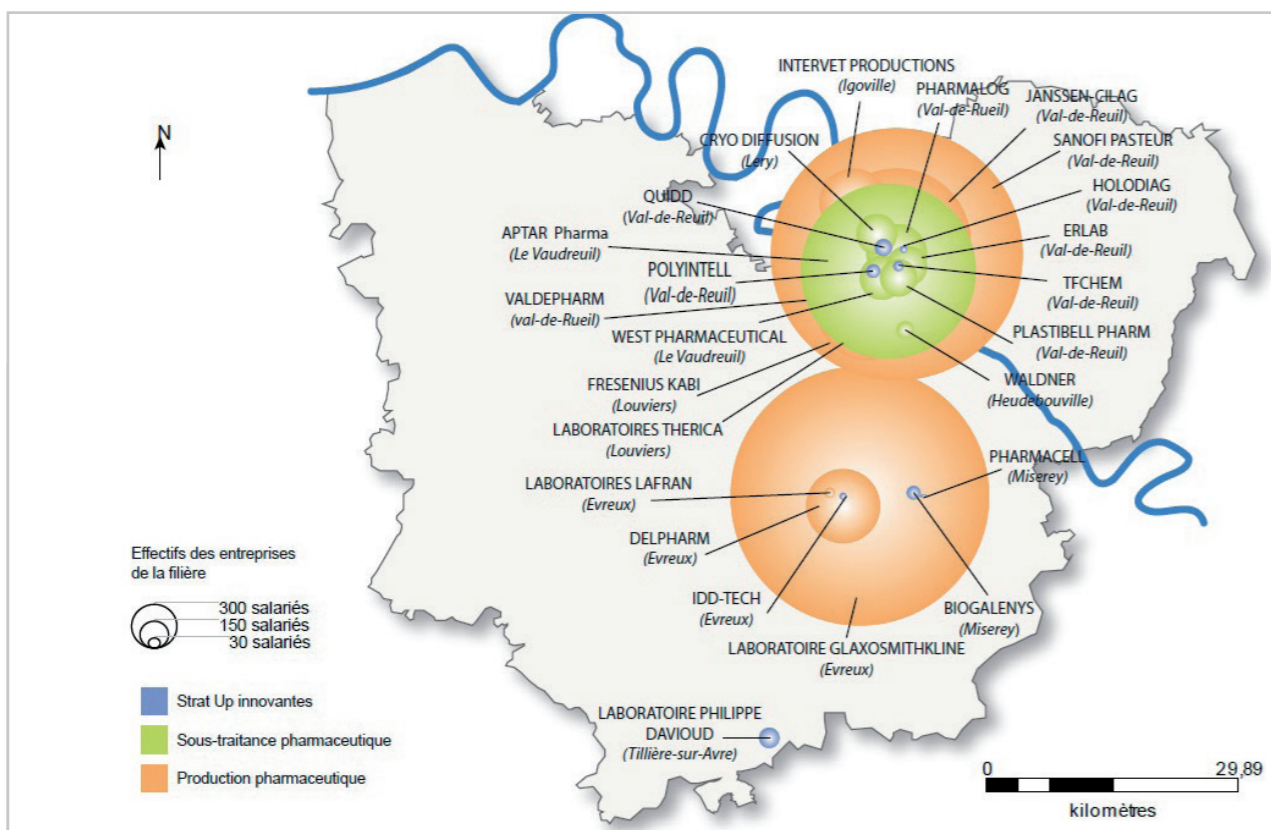 N
INTERVET PRODUCTIONS
(Igoville)
PHARMALOG
(Val-de-Rueil)
JANSSEN-CILAG
(Val-de-Reuil)
CRYO DIFFUSION
(Lery)
SANOFI PASTEUR
(Val-de-Reuil)
QUIDD
(Val-de-Reuil)
HOLODIAG
(Val-de-Reuil)
APTAR Pharma
(Le Vaudreuil)
ERLAB
(Val-de-Reuil)
POLYINTELL
(Val-de-Reuil)
TFCHEM
(Val-de-Reuil)
VALDEPHARM
(val-de-Rueil)
WEST PHARMACEUTICAL
(Le Vaudreuil)
PLASTIBELL PHARM
(Val-de-Reuil)
FRESENIUS KABI
(Louviers)
WALDNER
(Heudebouville)
LABORATOIRES THERICA
(Louviers)
PHARMACELL
(Miserey)
LABORATOIRES LAFRAN
(Evreux)
DELPHARM
(Evreux)
IDD-TECH
(Evreux)
BIOGALENYS
(Miserey)
LABORATOIRE GLAXOSMITHKLINE
(Evreux)
LABORATOIRE PHILIPPE
DAVIOUD
(Tillière-sur-Avre)
Effectifs des entreprises
de la filière
300 salariés
150 salariés
30 salariés
Strat Up innovantes
Sous-traitance pharmaceutique
Production pharmaceutique
0 29,89
kilomètres